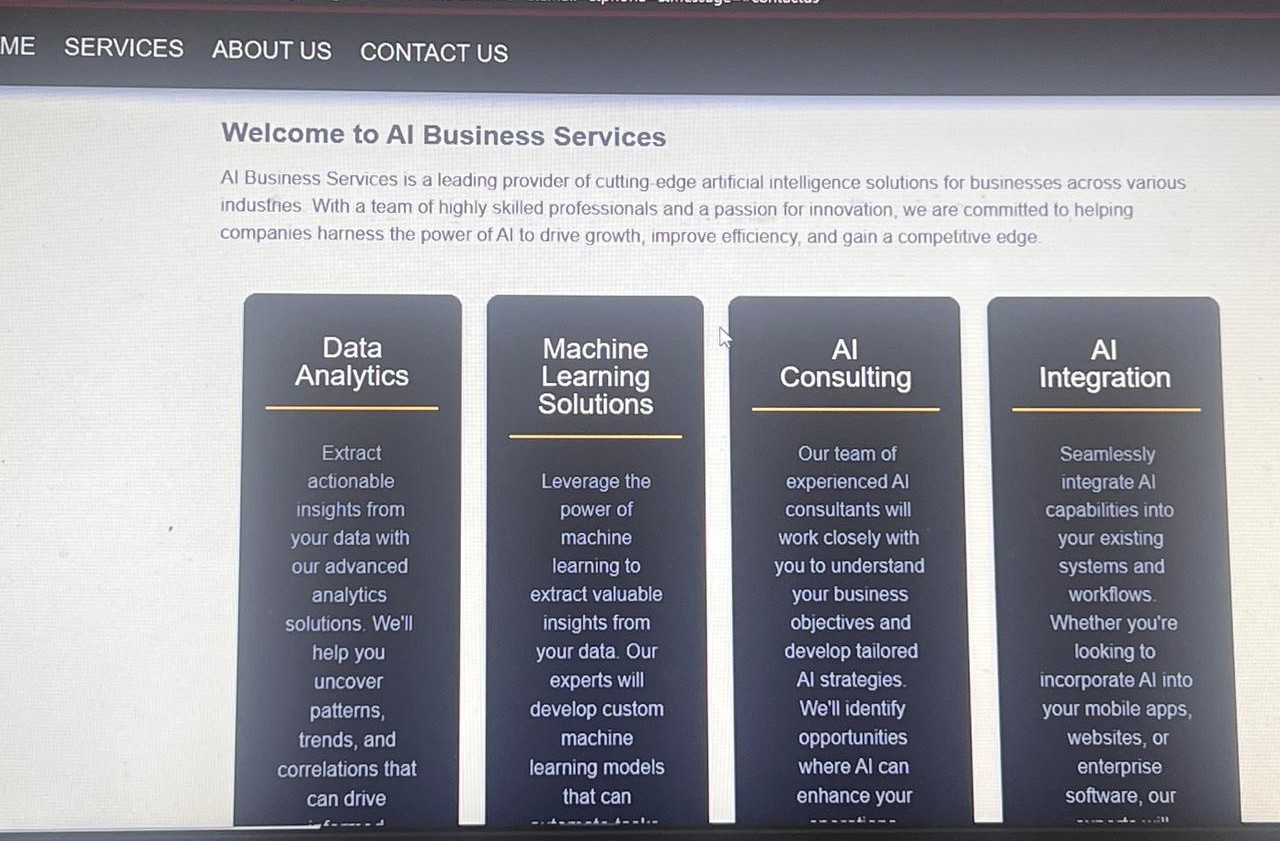 ME SERVICES ABOUT US CONTACT US
Welcome to AI Business Services
AI Business Services is a leading provider of cutting-edge artificial intelligence solutions for businesses across various
industries. With a team of highly skilled professionals and a passion for innovation, we are committed to helping
companies harness the power of AI to drive growth, improve efficiency, and gain a competitive edge.
Data
Analytics
Extract
actionable
insights from
your data with
our advanced
analytics
solutions. We'll
help you
uncover
patterns,
trends, and
correlations that
can drive
Machine
Learning
Solutions
Leverage the
power of
machine
learning to
extract valuable
insights from
your data. Our
experts will
develop custom
machine
learning models
that can
AI
Consulting
Our team of
experienced AI
consultants will
work closely with
you to understand
your business
objectives and
develop tailored
AI strategies.
We'll identify
opportunities
where AI can
enhance your
AI
Integration
Seamlessly
integrate AI
capabilities into
your existing
systems and
workflows.
Whether you're
looking to
incorporate AI into
your mobile apps,
websites, or
enterprise
software, our